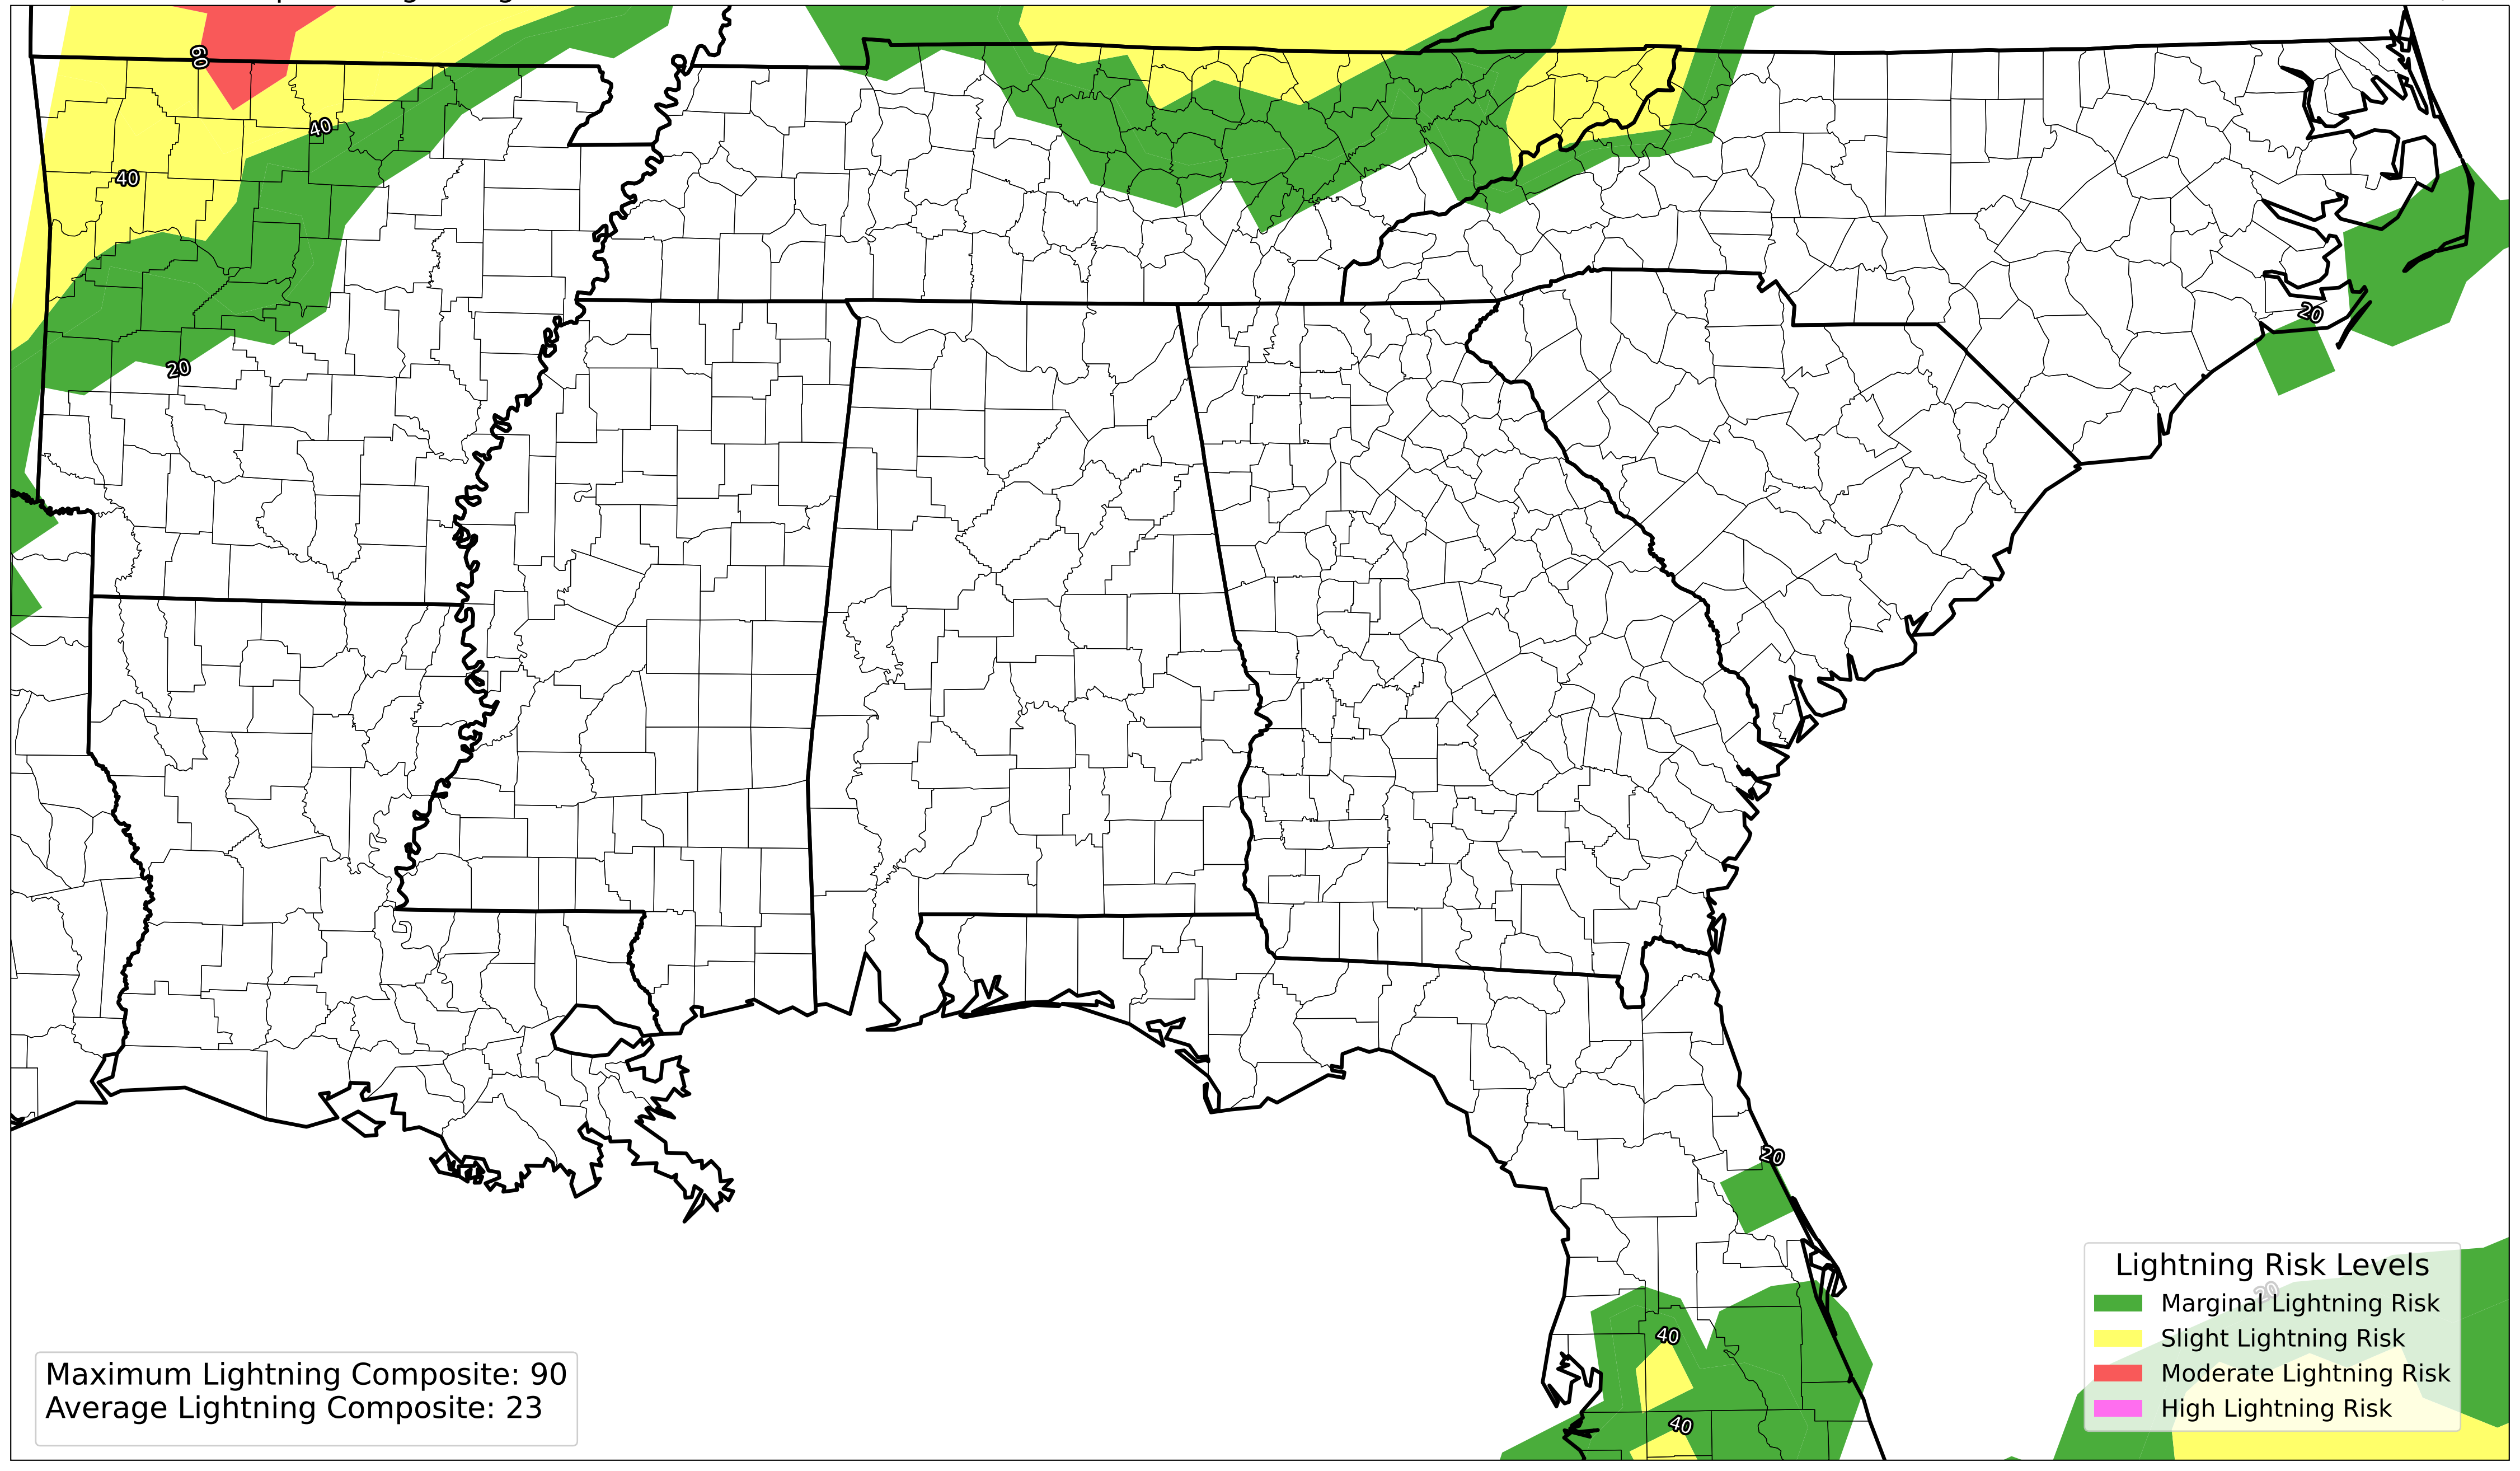 60
40
40
20
20
20
20
40
40
Lightning Risk Levels
Marginal Lightning Risk
Slight Lightning Risk
Moderate Lightning Risk
High Lightning Risk
Maximum Lightning Composite: 90
Average Lightning Composite: 23